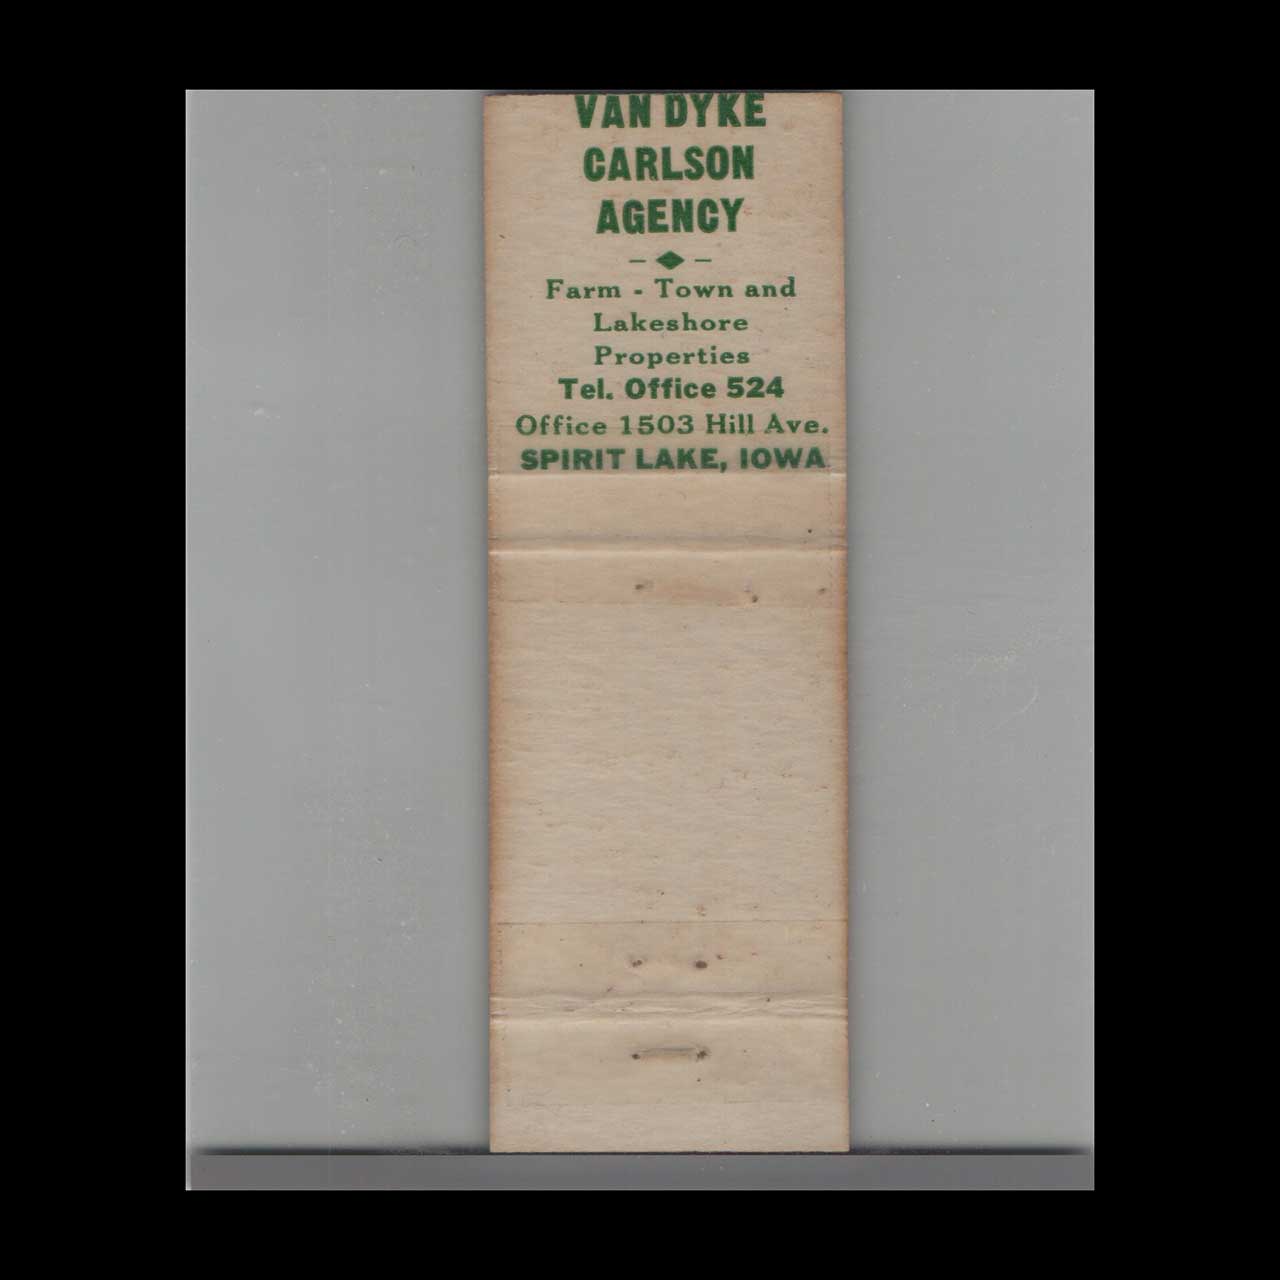 VAN DYKE
CARLSON
AGENCY
Farm - Town and
Lakeshore
Properties
Tel. Office 524
Office 1503 Hill Ave.
SPIRIT LAKE, IOWA